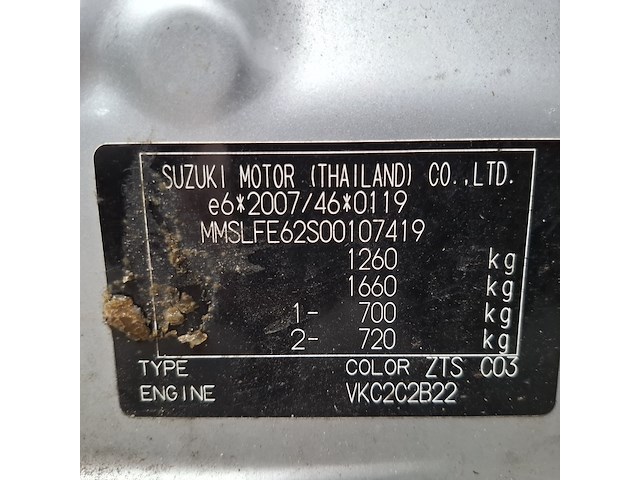 SUZUKI MOTOR (THAILAND) CO.,LTD.
e6*2007/46*0119
MMSLFE62S00107419
1260 kg
1660 kg
1- 700 kg
2- 720 kg
TYPE COLOR ZTS C03
ENGINE VKC2C2B22